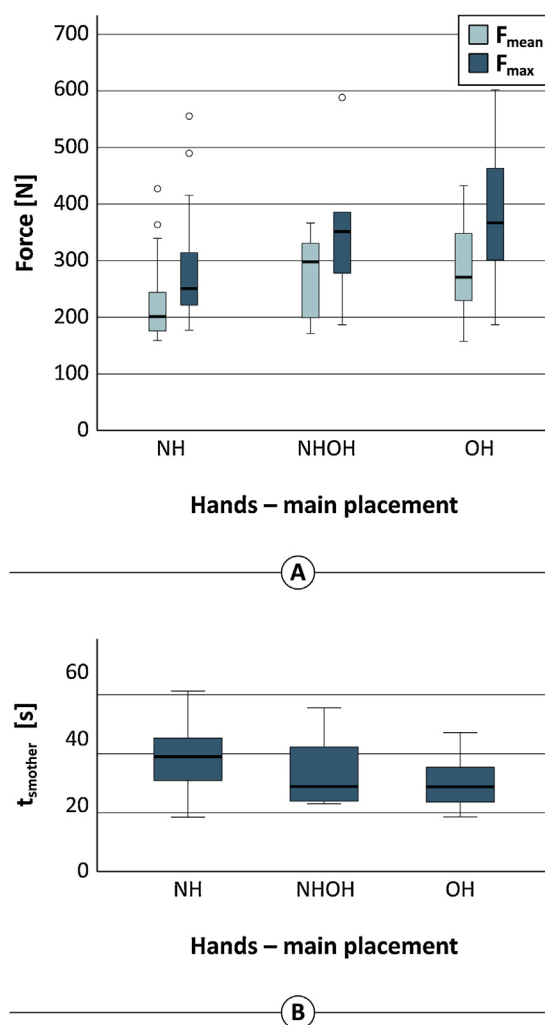 700
F_mean
F_max
600
500
400
300
200
100
0
Force [N]
NH NHOH OH
Hands – main placement
A
60
40
20
0
t_smother [s]
NH NHOH OH
Hands – main placement
B